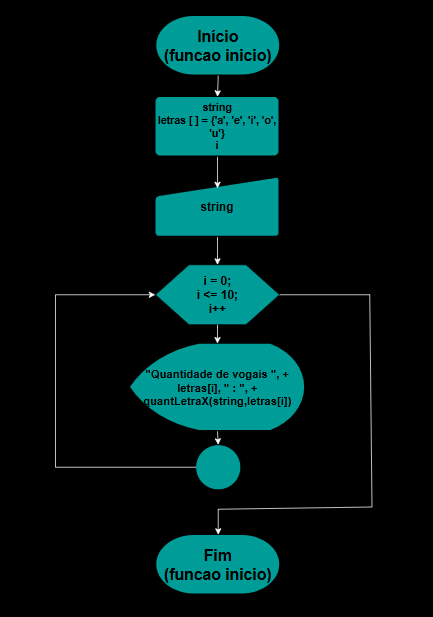 Início
(funcao inicio)
string
letras [ ] = {'a', 'e', 'i', 'o',
'u'}
i
string
i = 0;
i <= 10;
i++
"Quantidade de vogais ", +
letras[i], " : ", +
quantLetraX(string,letras[i])
Fim
(funcao inicio)